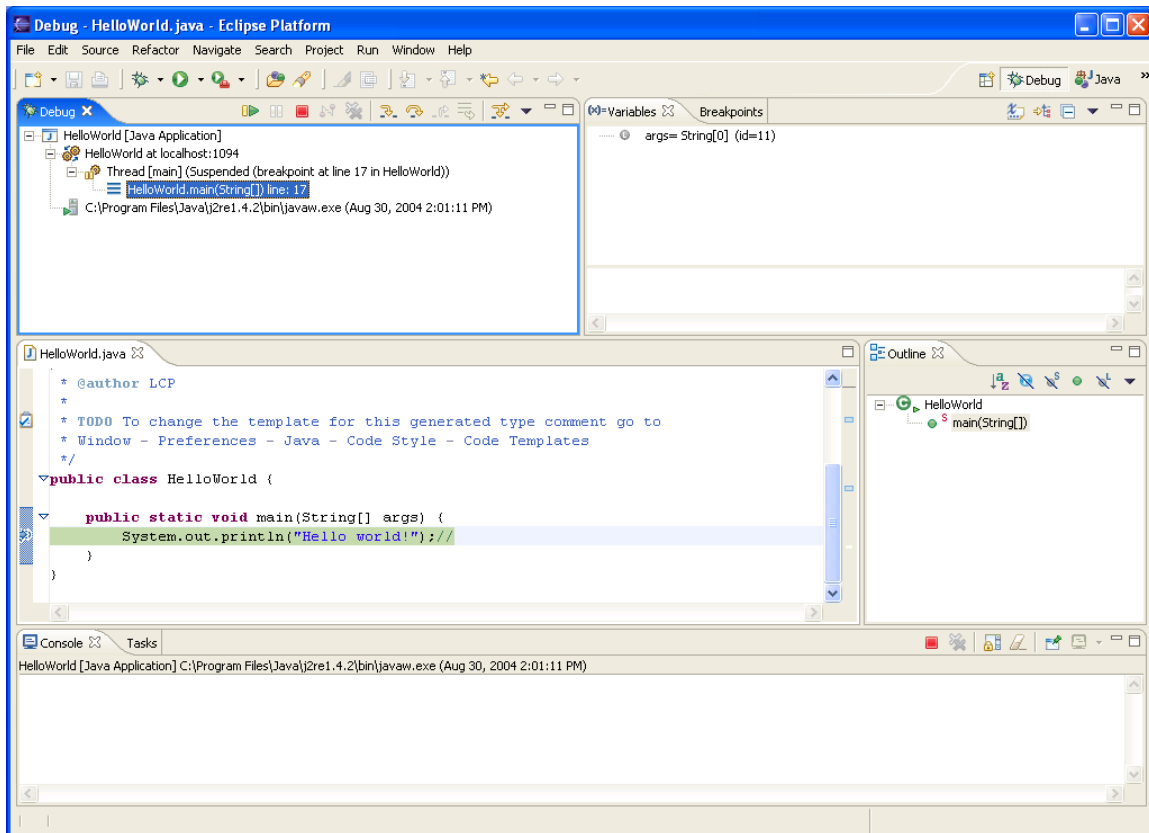 Debug - HelloWorld.java - Eclipse Platform
File Edit Source Refactor Navigate Search Project Run Window Help
Debug Java »
Debug
HelloWorld [Java Application]
HelloWorld at localhost:1094
Thread [main] (Suspended (breakpoint at line 17 in HelloWorld))
HelloWorld.main(String[]) line: 17
C:\Program Files\Java\j2re1.4.2\bin\javaw.exe (Aug 30, 2004 2:01:11 PM)
(x)= Variables Breakpoints
args= String[0] (id=11)
HelloWorld.java
* @author LCP
*
* TODO To change the template for this generated type comment go to
* Window - Preferences - Java - Code Style - Code Templates
*/
public class HelloWorld {
public static void main(String[] args) {
System.out.println("Hello world!");//
}
}
Outline
HelloWorld
main(String[])
Console Tasks
HelloWorld [Java Application] C:\Program Files\Java\j2re1.4.2\bin\javaw.exe (Aug 30, 2004 2:01:11 PM)